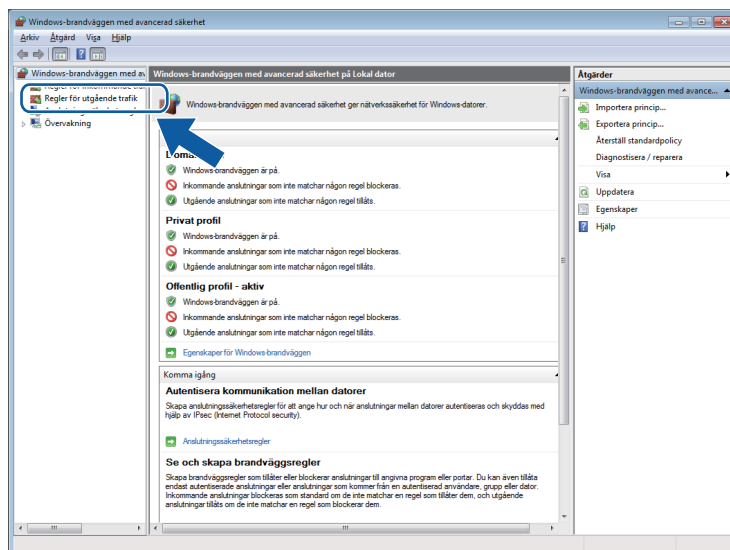 Windows-brandväggen med avancerad säkerhet
Arkiv Åtgärd Visa Hjälp
Windows-brandväggen med av
Regler för utgående trafik
Övervakning
Windows-brandväggen med avancerad säkerhet på Lokal dator
Windows-brandväggen med avancerad säkerhet ger nätverkssäkerhet för Windows-datorer.
Windows-brandväggen är på.
Inkommande anslutningar som inte matchar någon regel blockeras.
Utgående anslutningar som inte matchar någon regel tillåts.
Privat profil
Windows-brandväggen är på.
Inkommande anslutningar som inte matchar någon regel blockeras.
Utgående anslutningar som inte matchar någon regel tillåts.
Offentlig profil - aktiv
Windows-brandväggen är på.
Inkommande anslutningar som inte matchar någon regel blockeras.
Utgående anslutningar som inte matchar någon regel tillåts.
Egenskaper för Windows-brandväggen
Komma igång
Autentisera kommunikation mellan datorer
Skapa anslutningssäkerhetsregler för att ange hur och när anslutningar mellan datorer autentiseras och skyddas med
hjälp av IPsec (Internet Protocol security).
Anslutningssäkerhetsregler
Se och skapa brandväggsregler
Skapa brandväggsregler som tillåter eller blockerar anslutningar till angivna program eller portar. Du kan även tillåta
endast autentiserade anslutningar eller anslutningar som kommer från en autentiserad användare, grupp eller dator.
Inkommande anslutningar blockeras som standard om de inte matchar en regel som tillåter dem, och utgående
anslutningar tillåts om de inte matchar en regel som blockerar dem.
Åtgärder
Windows-brandväggen med avance...
Importera princip...
Exportera princip...
Återställ standardpolicy
Diagnostisera / reparera
Visa
Uppdatera
Egenskaper
Hjälp